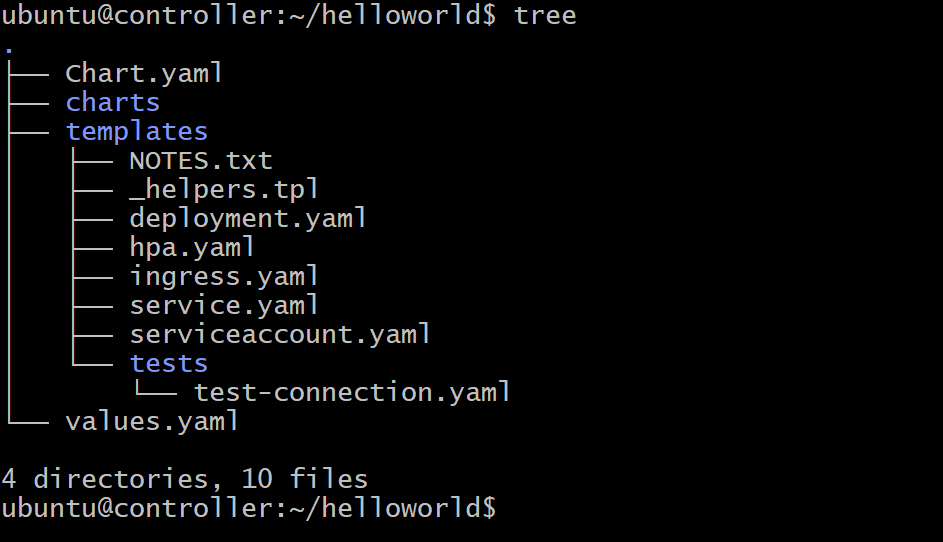 ubuntu@controller:~/helloworld$ tree
.
├── Chart.yaml
├── charts
├── templates
│   ├── NOTES.txt
│   ├── _helpers.tpl
│   ├── deployment.yaml
│   ├── hpa.yaml
│   ├── ingress.yaml
│   ├── service.yaml
│   ├── serviceaccount.yaml
│   └── tests
│       └── test-connection.yaml
└── values.yaml
4 directories, 10 files
ubuntu@controller:~/helloworld$